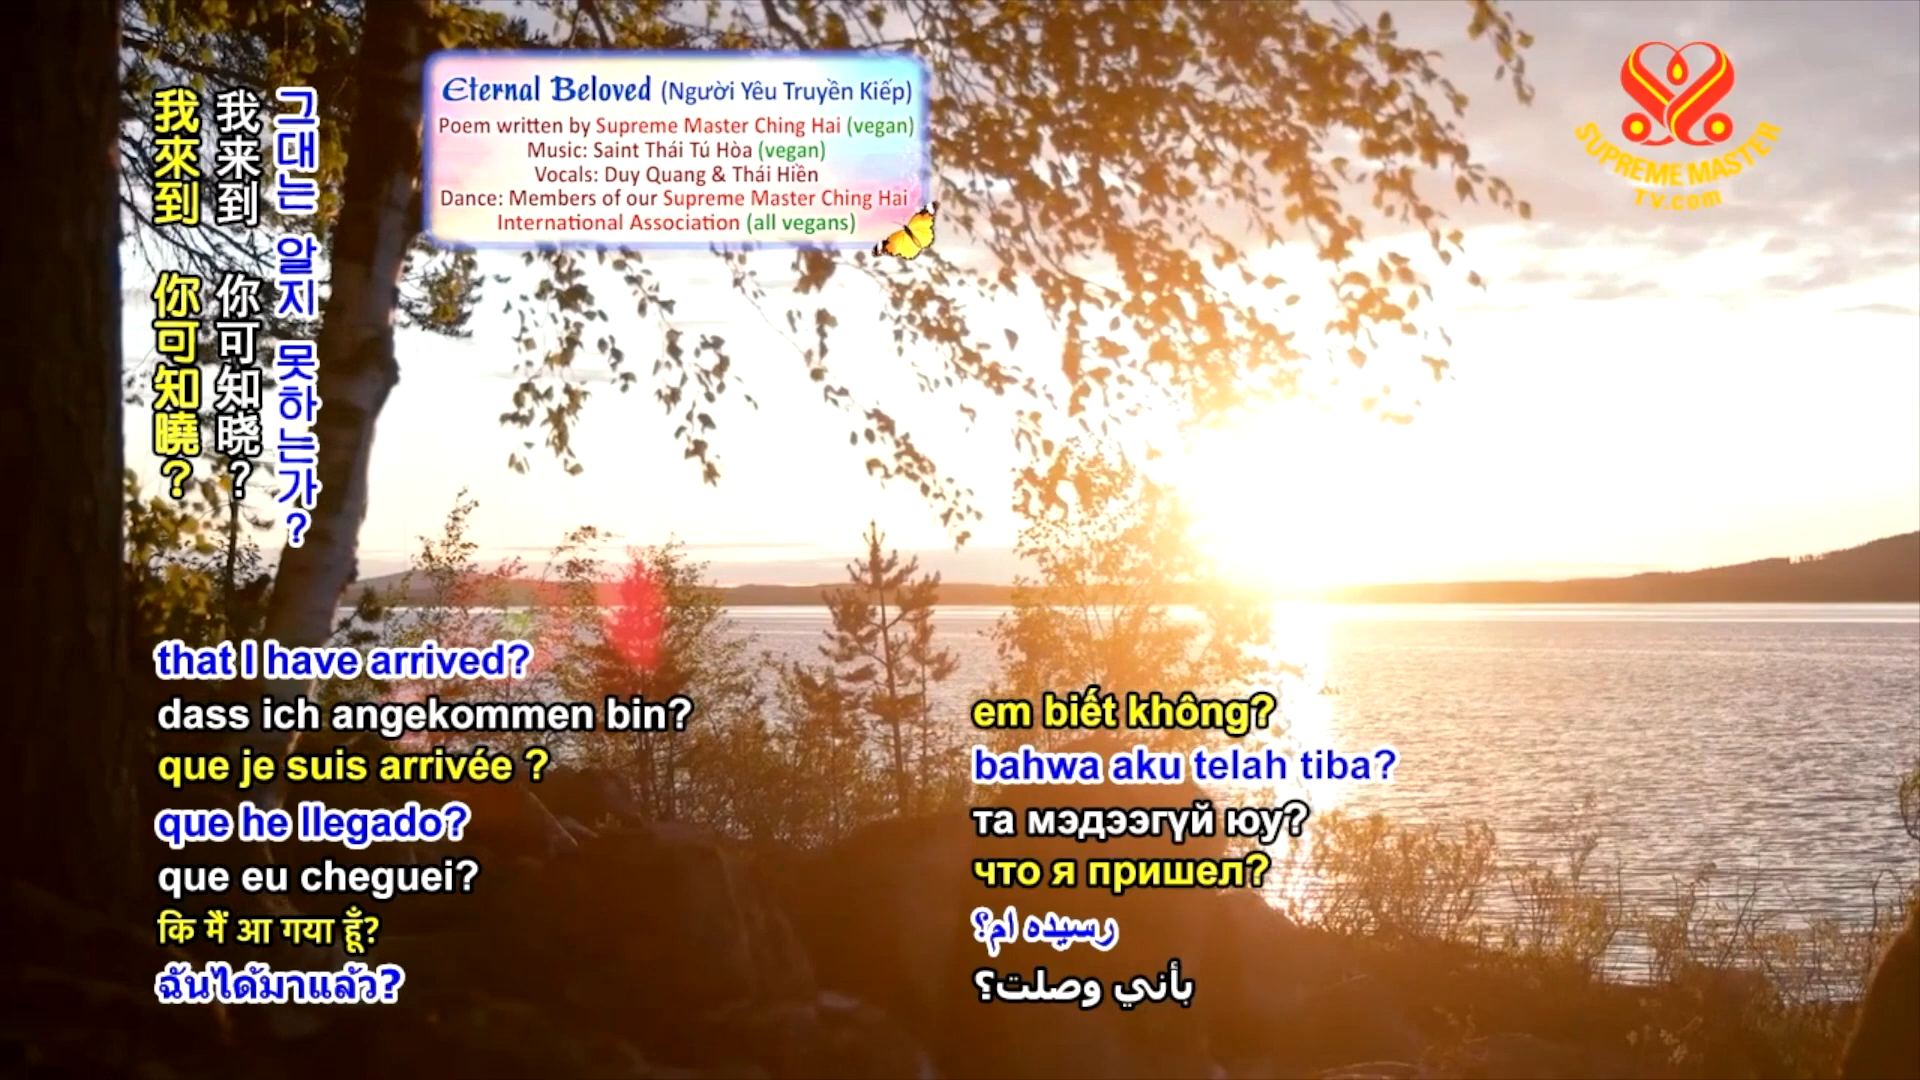 Eternal Beloved (Người Yêu Truyền Kiếp)
Poem written by Supreme Master Ching Hai (vegan)
Music: Saint Thái Tú Hòa (vegan)
Vocals: Duy Quang & Thái Hiền
Dance: Members of our Supreme Master Ching Hai
International Association (all vegans)
SUPREME MASTER
TV.com
그대는 알지 못하는가?
我来到 你可知晓?
我來到 你可知曉?
that I have arrived?
dass ich angekommen bin?
que je suis arrivée ?
que he llegado?
que eu cheguei?
कि मैं आ गया हूँ?
ฉันได้มาแล้ว?
em biết không?
bahwa aku telah tiba?
та мэдээгүй юу?
что я пришел?
رسیده ام؟
بأني وصلت؟